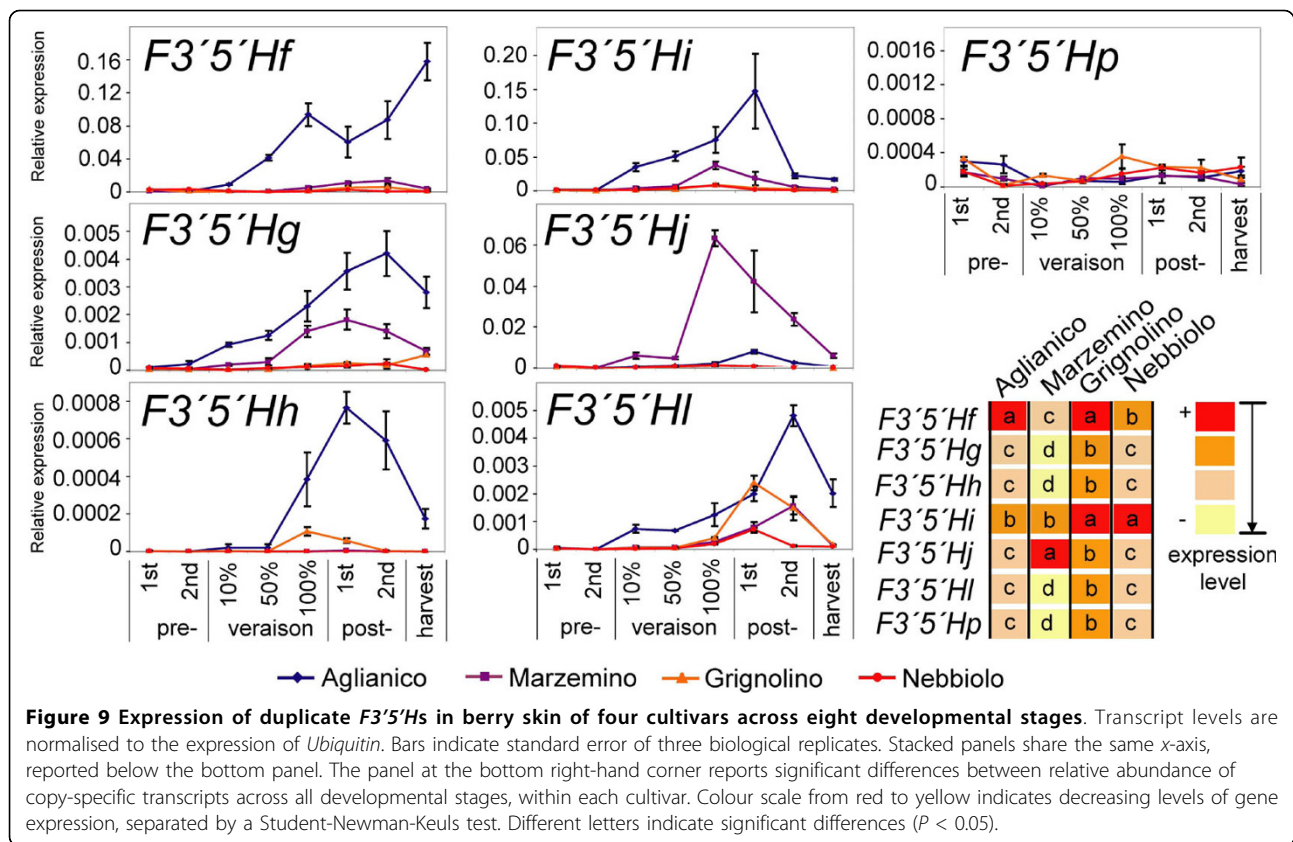 F3´5´Hf
Relative expression
0.16
0.12
0.08
0.04
0
F3´5´Hi
0.20
0.15
0.10
0.05
0
F3´5´Hp
0.0016
0.0012
0.0008
0.0004
0
1st 2nd 10% 50% 100% 1st 2nd harvest
pre- veraison post-
F3´5´Hg
Relative expression
0.005
0.004
0.003
0.002
0.001
0
F3´5´Hj
0.06
0.04
0.02
0
F3´5´Hh
Relative expression
0.0008
0.0006
0.0004
0.0002
0
1st 2nd 10% 50% 100% 1st 2nd harvest
pre- veraison post-
F3´5´Hl
0.005
0.004
0.003
0.002
0.001
0
1st 2nd 10% 50% 100% 1st 2nd harvest
pre- veraison post-
Aglianico Marzemino Grignolino Nebbiolo
F3´5´Hf a c a b
F3´5´Hg c d b c
F3´5´Hh c d b c
F3´5´Hi b b a a
F3´5´Hj c a b c
F3´5´Hl c d b c
F3´5´Hp c d b c
+
-
expression
level
Aglianico Marzemino Grignolino Nebbiolo
Figure 9 Expression of duplicate F3'5'Hs in berry skin of four cultivars across eight developmental stages. Transcript levels are
normalised to the expression of Ubiquitin. Bars indicate standard error of three biological replicates. Stacked panels share the same x-axis,
reported below the bottom panel. The panel at the bottom right-hand corner reports significant differences between relative abundance of
copy-specific transcripts across all developmental stages, within each cultivar. Colour scale from red to yellow indicates decreasing levels of gene
expression, separated by a Student-Newman-Keuls test. Different letters indicate significant differences (P < 0.05).